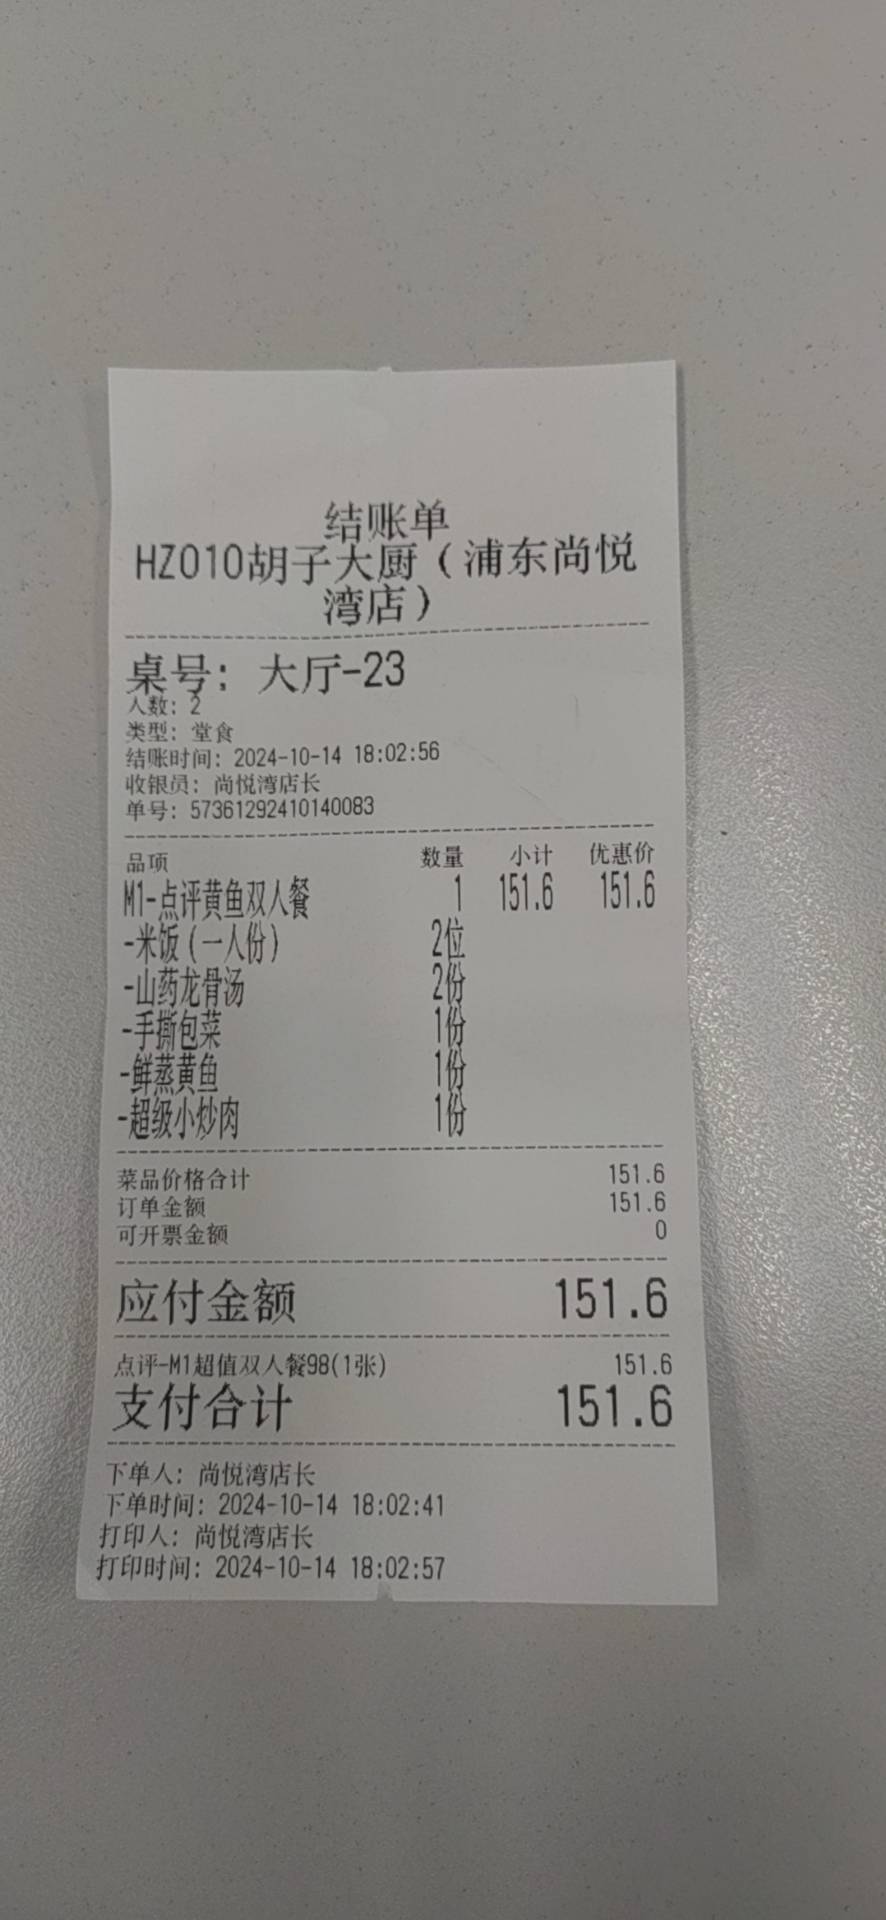 结账单
HZ010胡子大厨（浦东尚悦
湾店）
桌号：大厅-23
人数：2
类型：堂食
结账时间：2024-10-14 18:02:56
收银员：尚悦湾店长
单号：57361292410140083
品项 数量 小计 优惠价
M1-点评黄鱼双人餐 1 151.6 151.6
-米饭（一人份） 2位
-山药龙骨汤 2份
-手撕包菜 1份
-鲜蒸黄鱼 1份
-超级小炒肉 1份
菜品价格合计 151.6
订单金额 151.6
可开票金额 0
应付金额 151.6
点评-M1超值双人餐98(1张) 151.6
支付合计 151.6
下单人：尚悦湾店长
下单时间：2024-10-14 18:02:41
打印人：尚悦湾店长
打印时间：2024-10-14 18:02:57